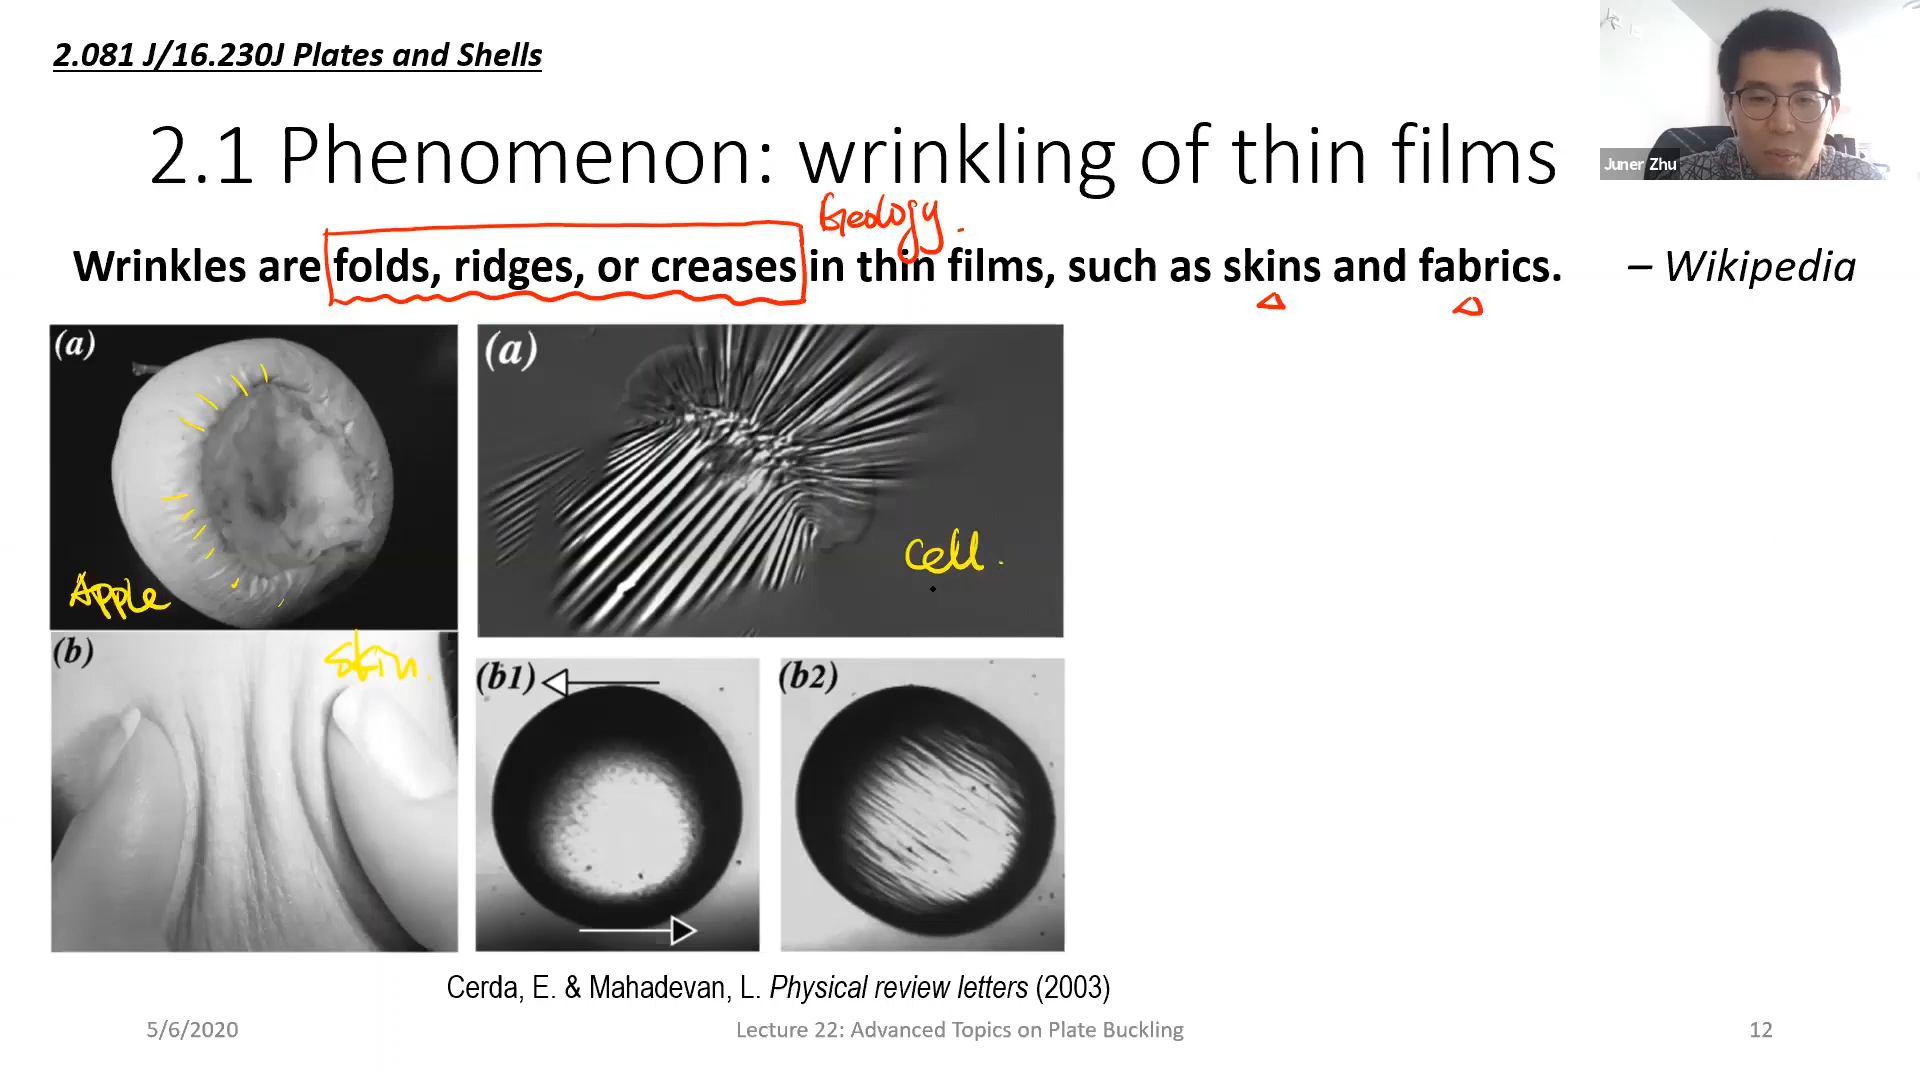 2.081 J/16.230J Plates and Shells
2.1 Phenomenon: wrinkling of thin films
Juner Zhu
Geology.
Wrinkles are folds, ridges, or creases in thin films, such as skins and fabrics. – Wikipedia
(a)
Apple
(a)
Cell.
(b)
Skin.
(b1)
(b2)
Cerda, E. & Mahadevan, L. Physical review letters (2003)
5/6/2020
Lecture 22: Advanced Topics on Plate Buckling
12